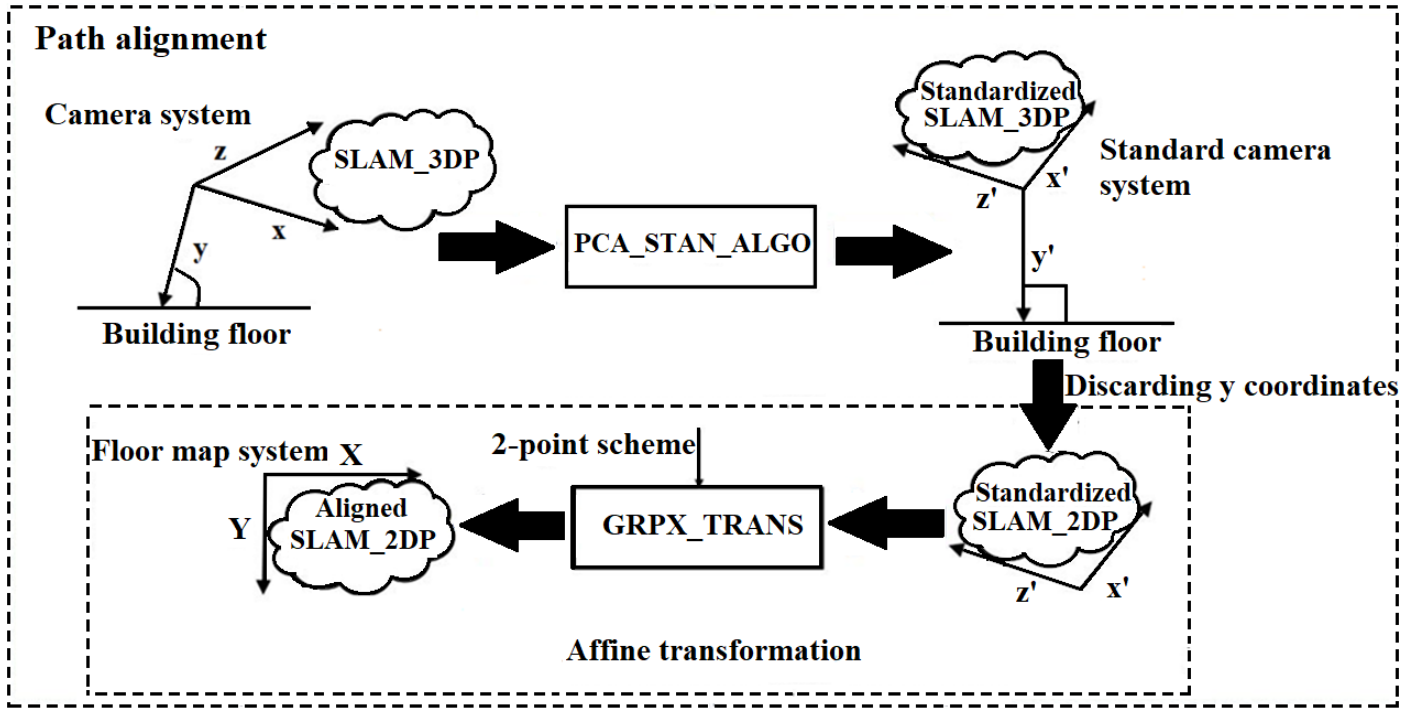 Path alignment
Camera system
z
SLAM_3DP
x
y
Building floor
PCA_STAN_ALGO
Standardized
SLAM_3DP
Standard camera
system
x'
z'
y'
Building floor
Discarding y coordinates
Floor map system
X
Y
Aligned
SLAM_2DP
2-point scheme
GRPX_TRANS
Standardized
SLAM_2DP
z'
x'
Affine transformation